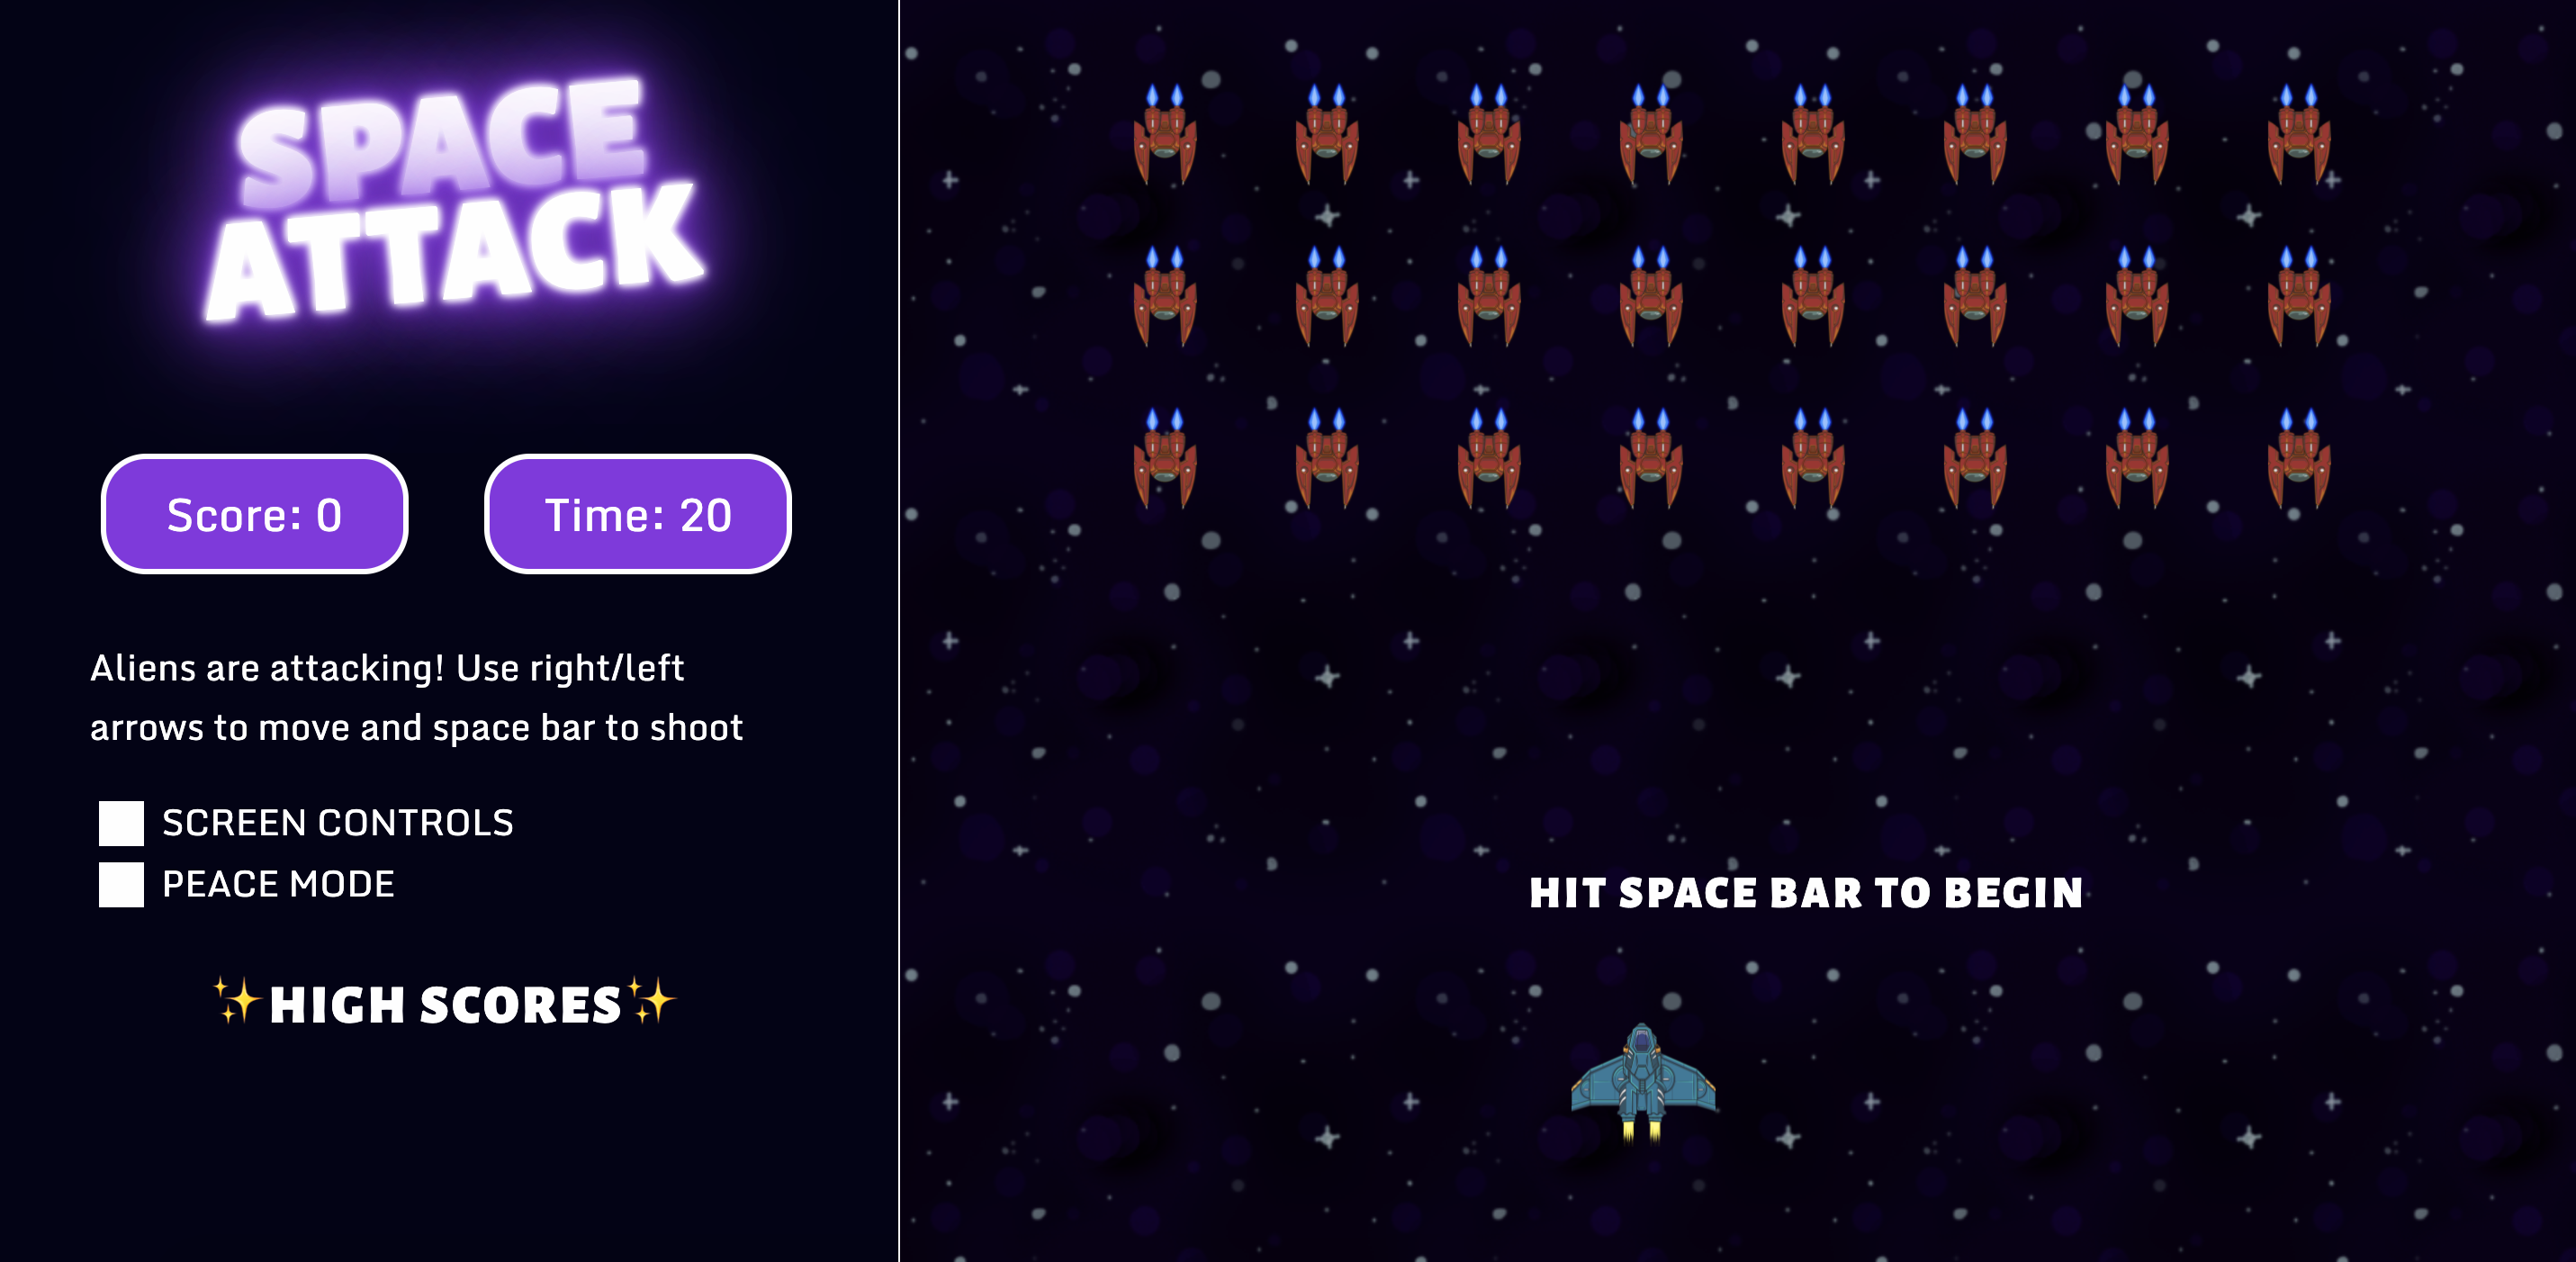 SPACE
ATTACK
Score: 0
Time: 20
Aliens are attacking! Use right/left
arrows to move and space bar to shoot
SCREEN CONTROLS
PEACE MODE
✨HIGH SCORES✨
HIT SPACE BAR TO BEGIN